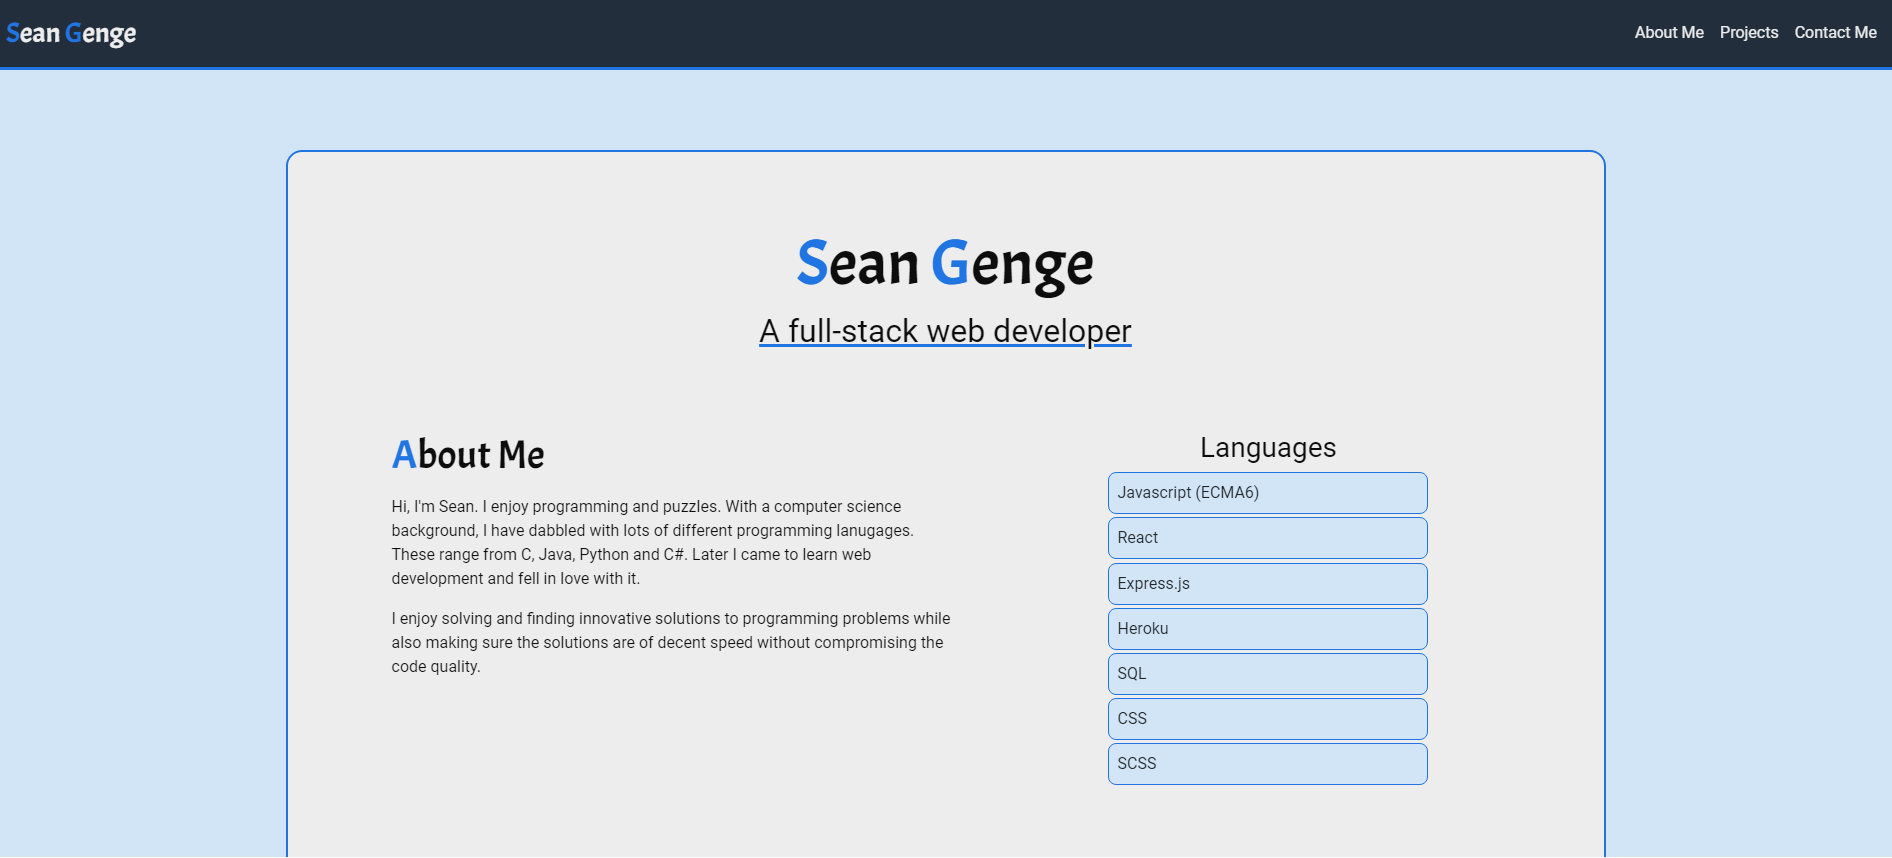 Sean Genge
About Me Projects Contact Me
Sean Genge
A full-stack web developer
About Me
Hi, I'm Sean. I enjoy programming and puzzles. With a computer science
background, I have dabbled with lots of different programming lanugages.
These range from C, Java, Python and C#. Later I came to learn web
development and fell in love with it.
I enjoy solving and finding innovative solutions to programming problems while
also making sure the solutions are of decent speed without compromising the
code quality.
Languages
Javascript (ECMA6)
React
Express.js
Heroku
SQL
CSS
SCSS